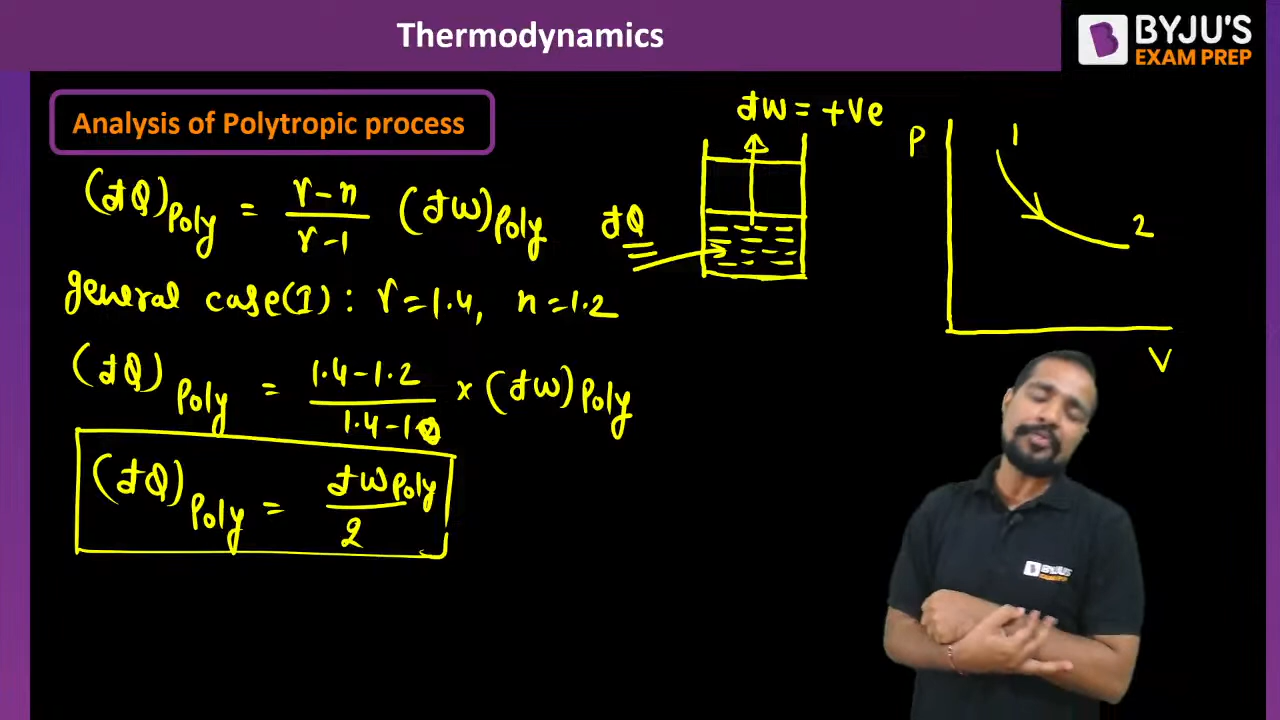 Thermodynamics
BYJU'S
EXAM PREP
Analysis of Polytropic process
(đQ)Poly = γ-n / γ-1 (đW)Poly
general case(I): γ=1.4, n=1.2
(đQ)Poly = 1.4-1.2 / 1.4-1 × (đW)Poly
(đQ)Poly = đWPoly / 2
đW = +Ve
đQ
P
1
2
V
BYJU'S